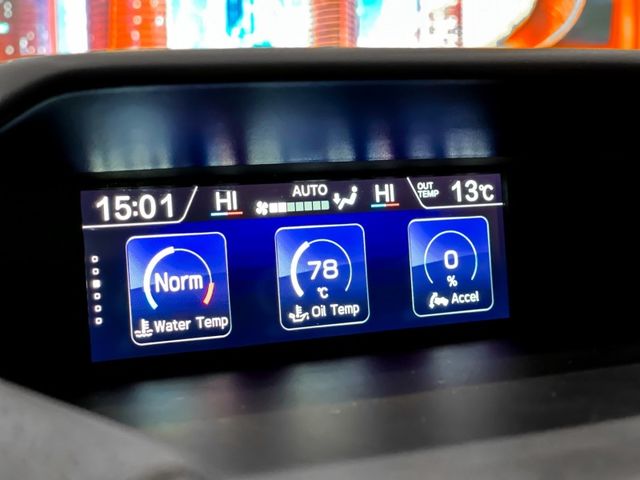 15:01
HI
AUTO
HI
OUT
TEMP
13℃
Norm
Water Temp
78
℃
Oil Temp
0
%
Accel